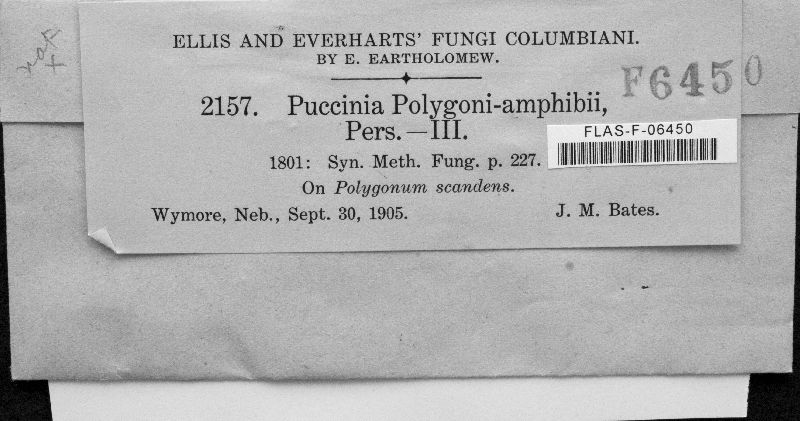 ELLIS AND EVERHARTS' FUNGI COLUMBIANI.
BY E. EARTHOLOMEW.
F6450
2157. Puccinia Polygoni-amphibii,
Pers.—III.
FLAS-F-06450
1801: Syn. Meth. Fung. p. 227.
On Polygonum scandens.
Wymore, Neb., Sept. 30, 1905. J. M. Bates.